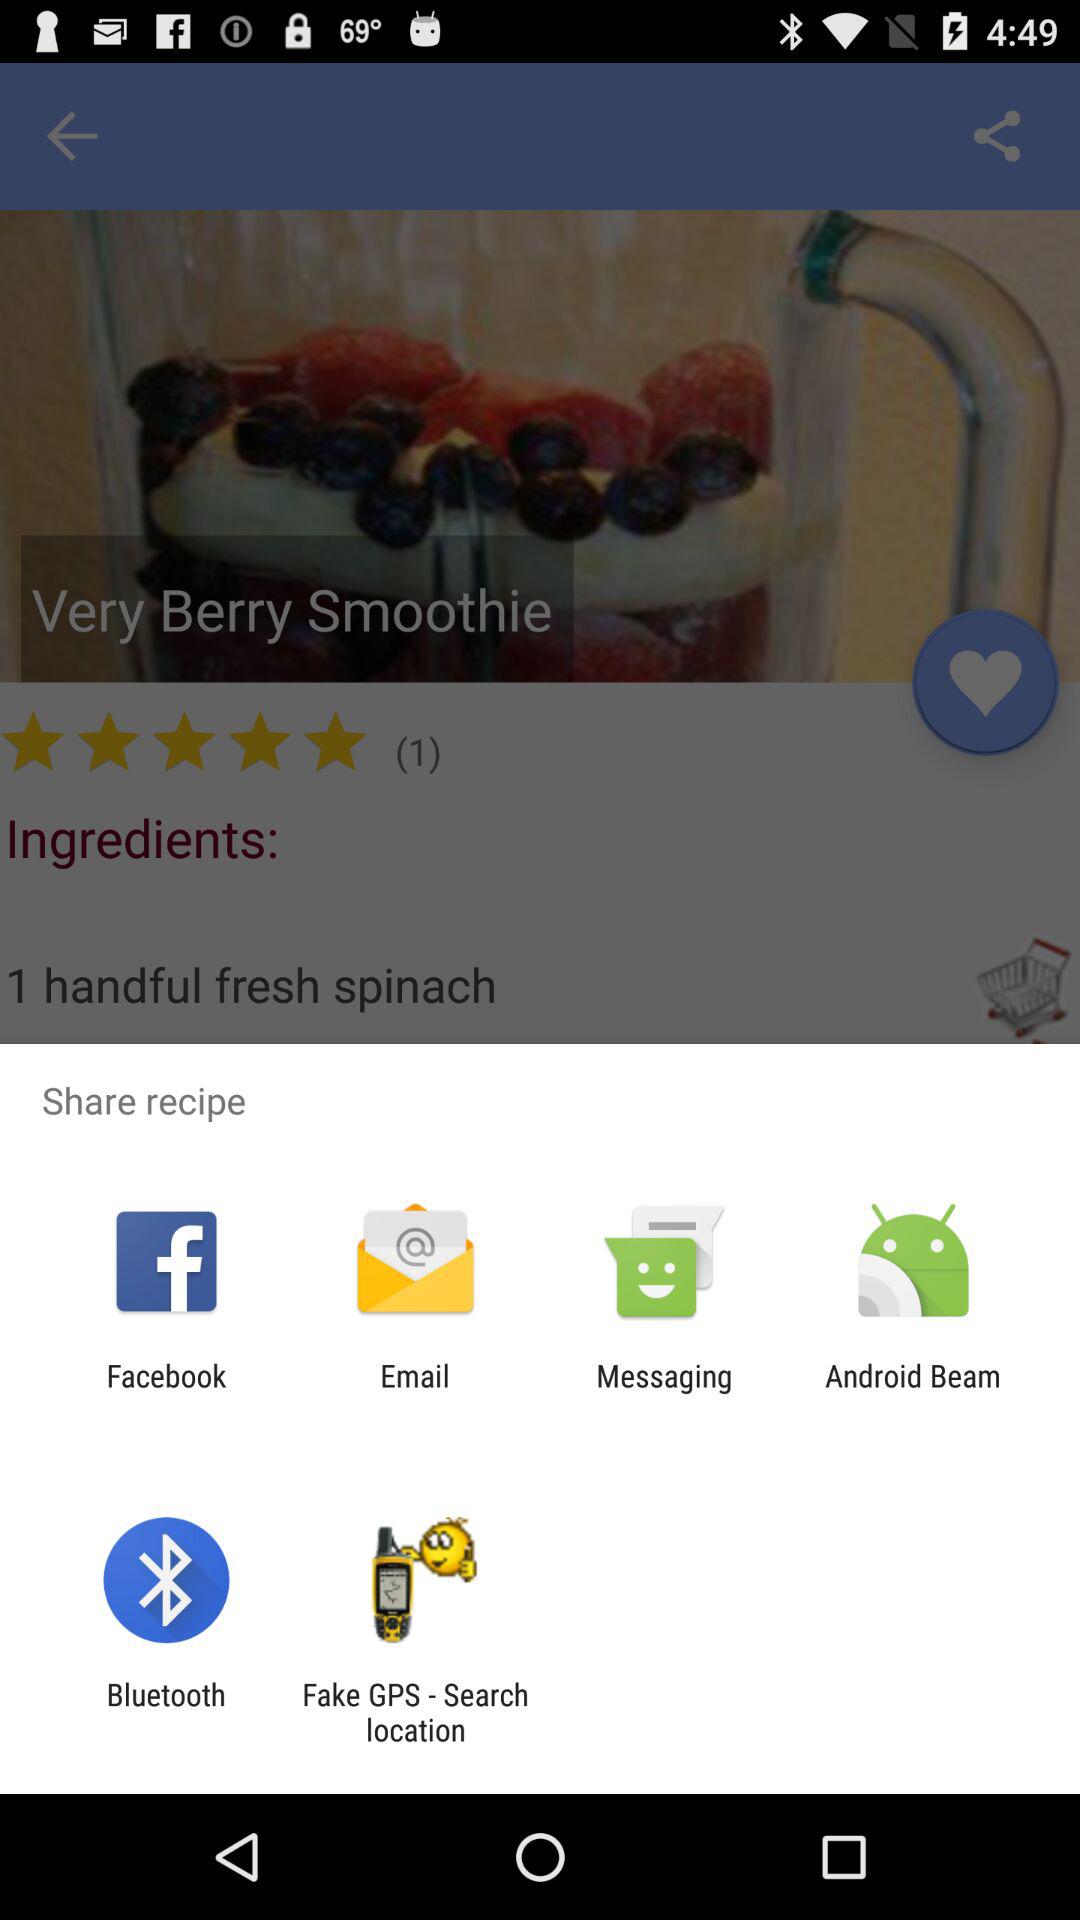 69° 4:49
Very Berry Smoothie
(1)
Ingredients:
1 handful fresh spinach
Share recipe
Facebook Email Messaging Android Beam
Bluetooth Fake GPS - Search
location